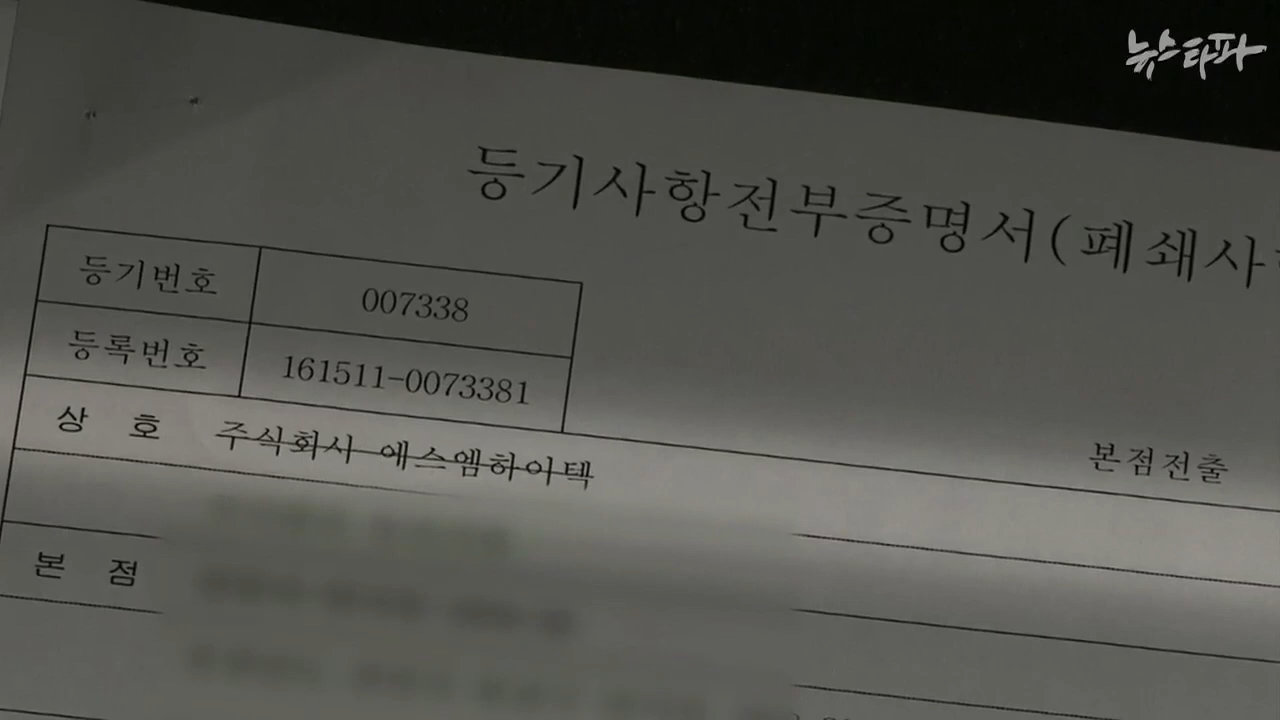 뉴스타파
등기사항전부증명서(폐쇄사
등기번호 007338
등록번호 161511-0073381
본점전출
상 호 주식회사 에스엠하이텍
본 점